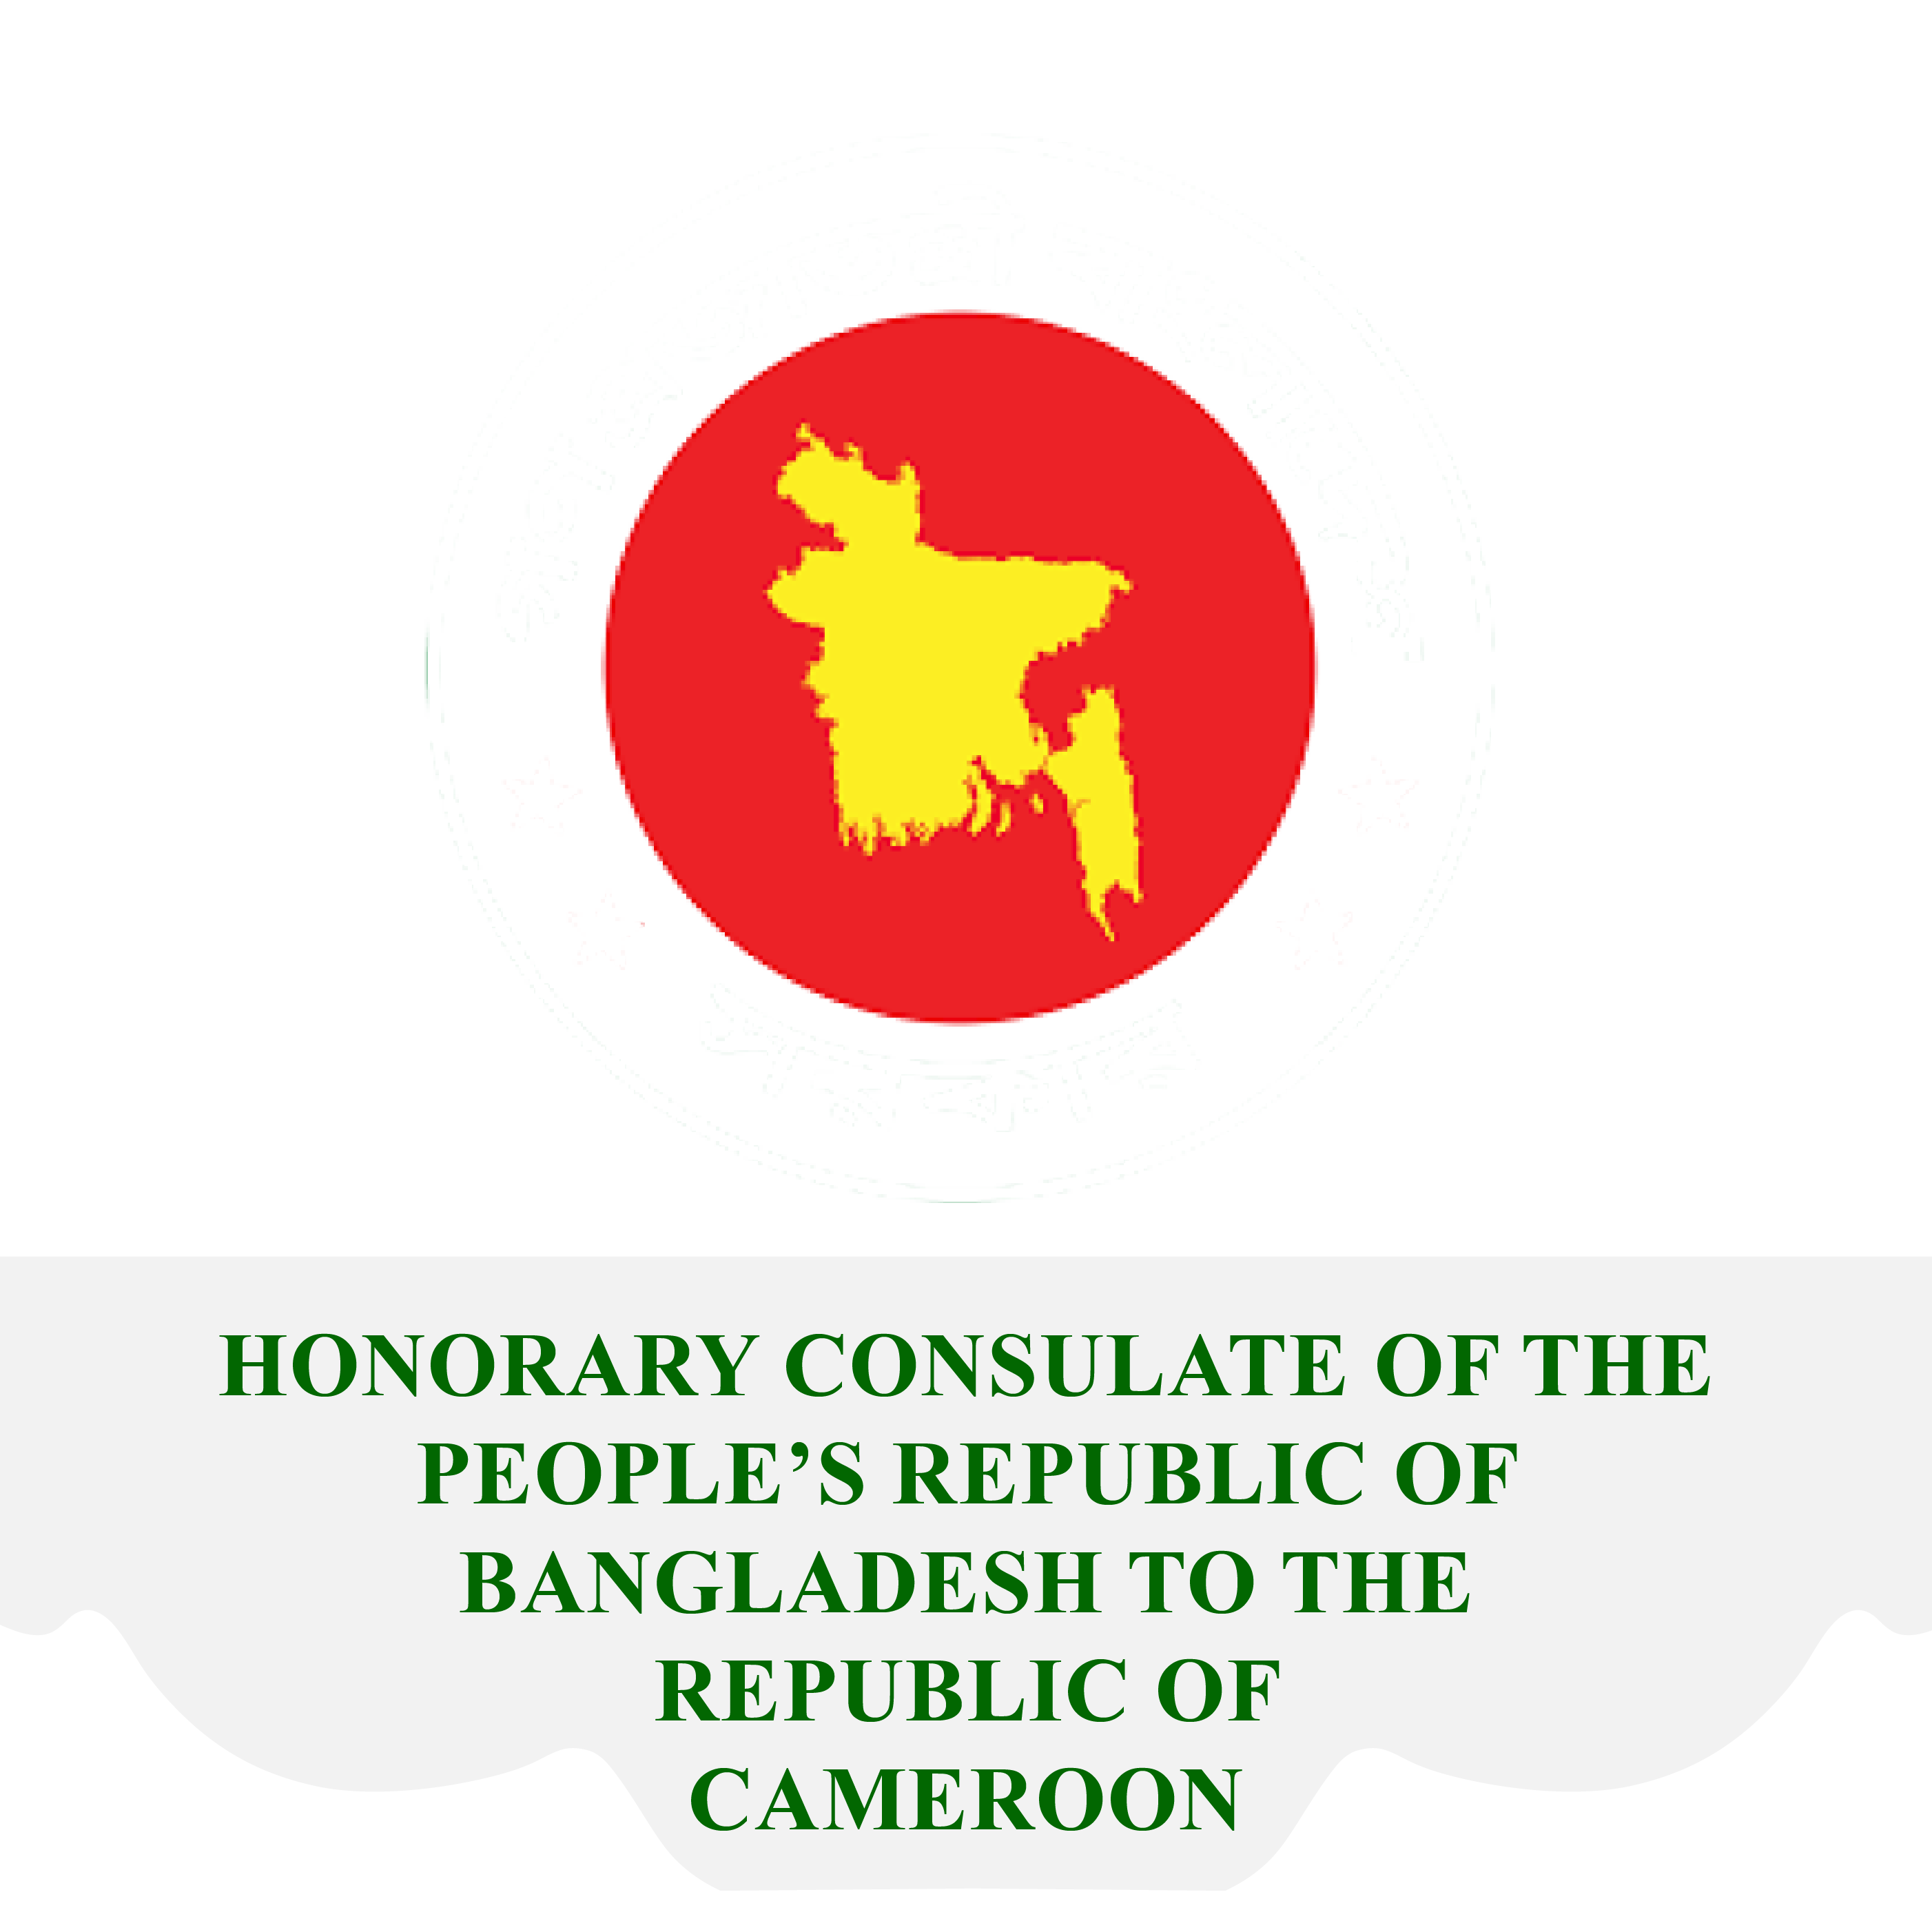 HONORARY CONSULATE OF THE
PEOPLE’S REPUBLIC OF
BANGLADESH TO THE
REPUBLIC OF
CAMEROON